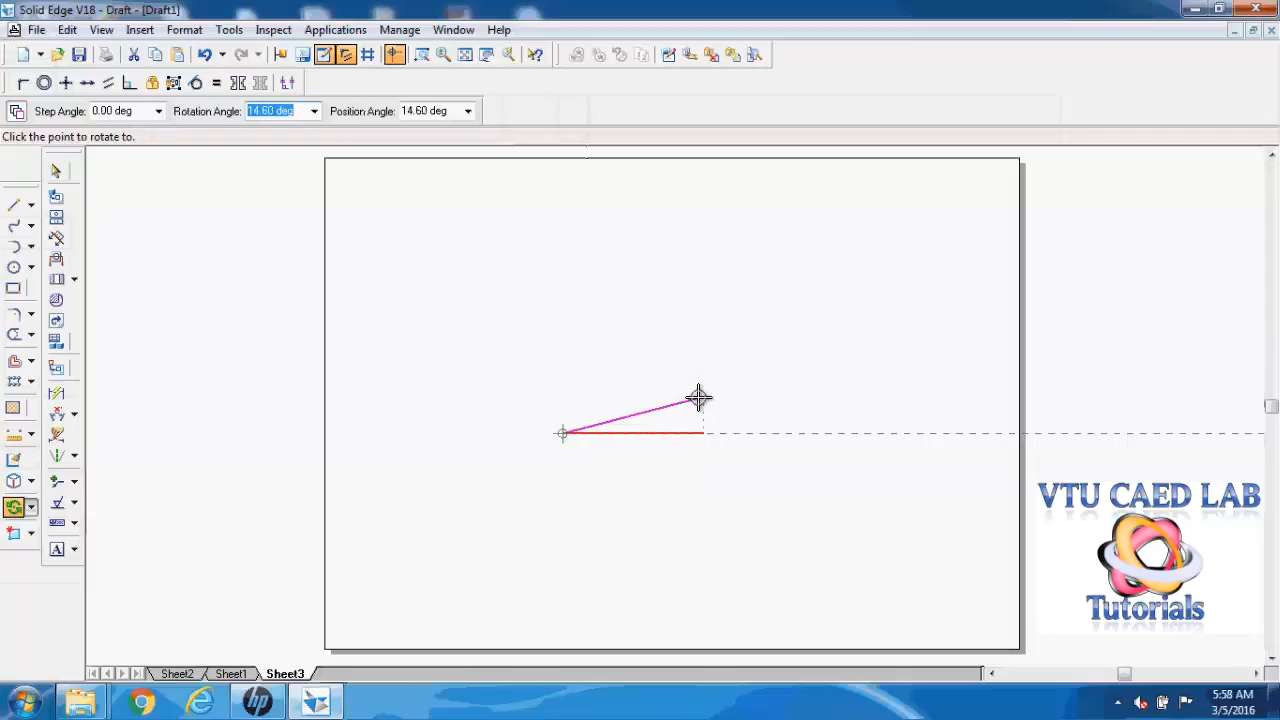 Solid Edge V18 - Draft - [Draft1]
File Edit View Insert Format Tools Inspect Applications Manage Window Help
Step Angle: 0.00 deg Rotation Angle: 14.60 deg Position Angle: 14.60 deg
Click the point to rotate to.
VTU CAED LAB
Tutorials
Sheet2 Sheet1 Sheet3
5:58 AM
3/5/2016